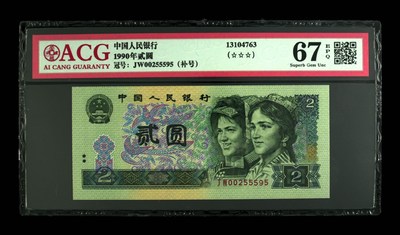 ACG
AI CANG GUARANTY
中国人民银行
1990年贰圆
冠号: JW00255595 (补号)
13104763
(☆☆☆)
67 EPQ
Superb Gem Unc
中国人民银行
2
贰圆
JW00255595
2
2